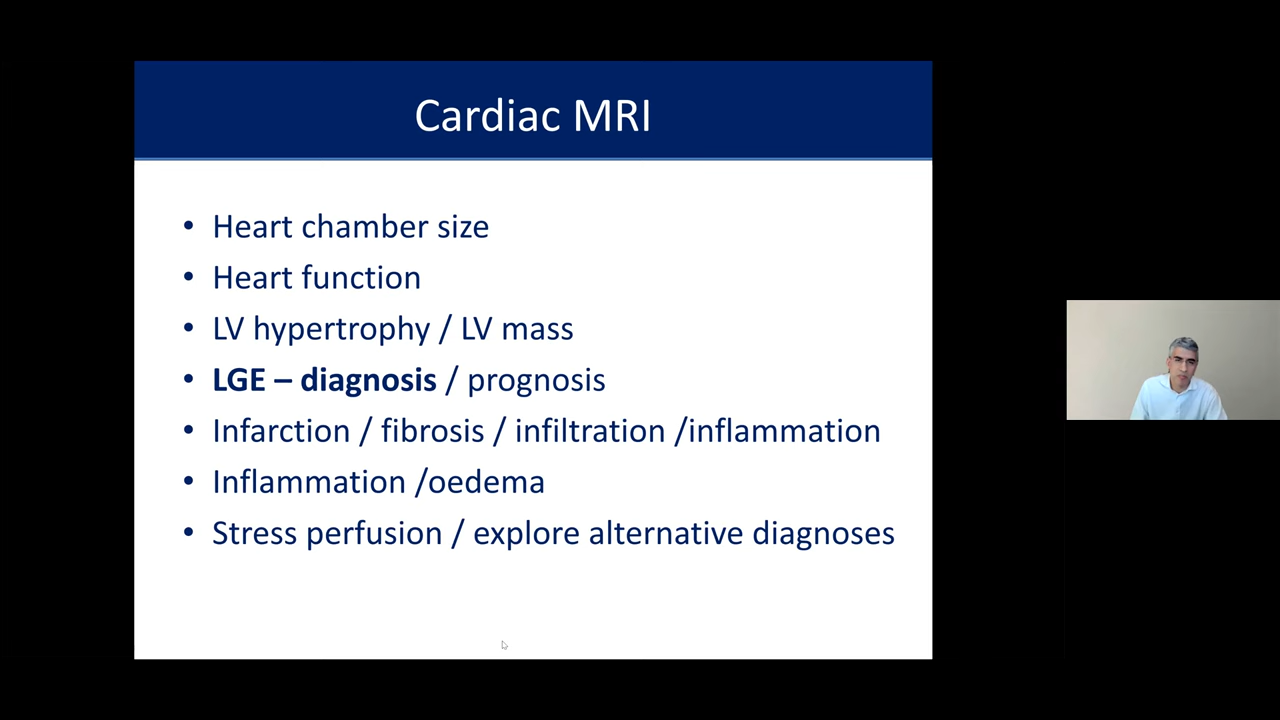 Cardiac MRI
• Heart chamber size
• Heart function
• LV hypertrophy / LV mass
• LGE – diagnosis / prognosis
• Infarction / fibrosis / infiltration /inflammation
• Inflammation /oedema
• Stress perfusion / explore alternative diagnoses